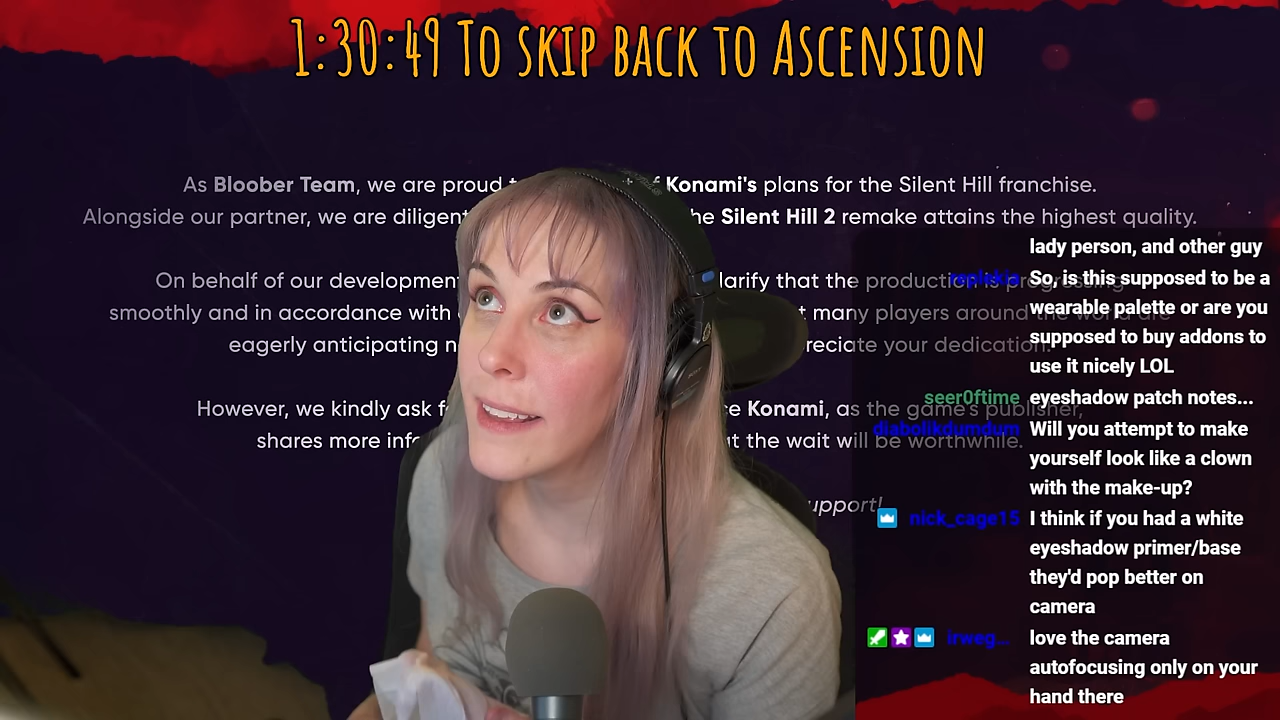 1:30:49 To skip back to Ascension
As Bloober Team, we are proud of Konami's plans for the Silent Hill franchise.
Alongside our partner, we are Silent Hill 2 remake attains the highest quality.
On behalf of our that the production is progressing
smoothly and in accordance with many players around the world are
eagerly anticipating your dedication.
However, we kindly ask Konami, as the game's publisher,
shares more the wait will be worthwhile.
lady person, and other guy
So, is this supposed to be a
wearable palette or are you
supposed to buy addons to
use it nicely LOL
seer0ftime eyeshadow patch notes...
diabolikdumdum Will you attempt to make
yourself look like a clown
with the make-up?
nick_cage15 I think if you had a white
eyeshadow primer/base
they'd pop better on
camera
irweg... love the camera
autofocusing only on your
hand there